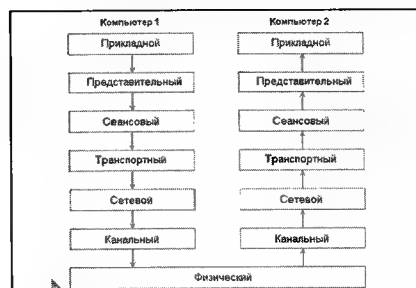 Компьютер 1 Компьютер 2
Прикладной Прикладной
Представительный Представительный
Сеансовый Сеансовый
Транспортный Транспортный
Сетевой Сетевой
Канальный Канальный
Физический